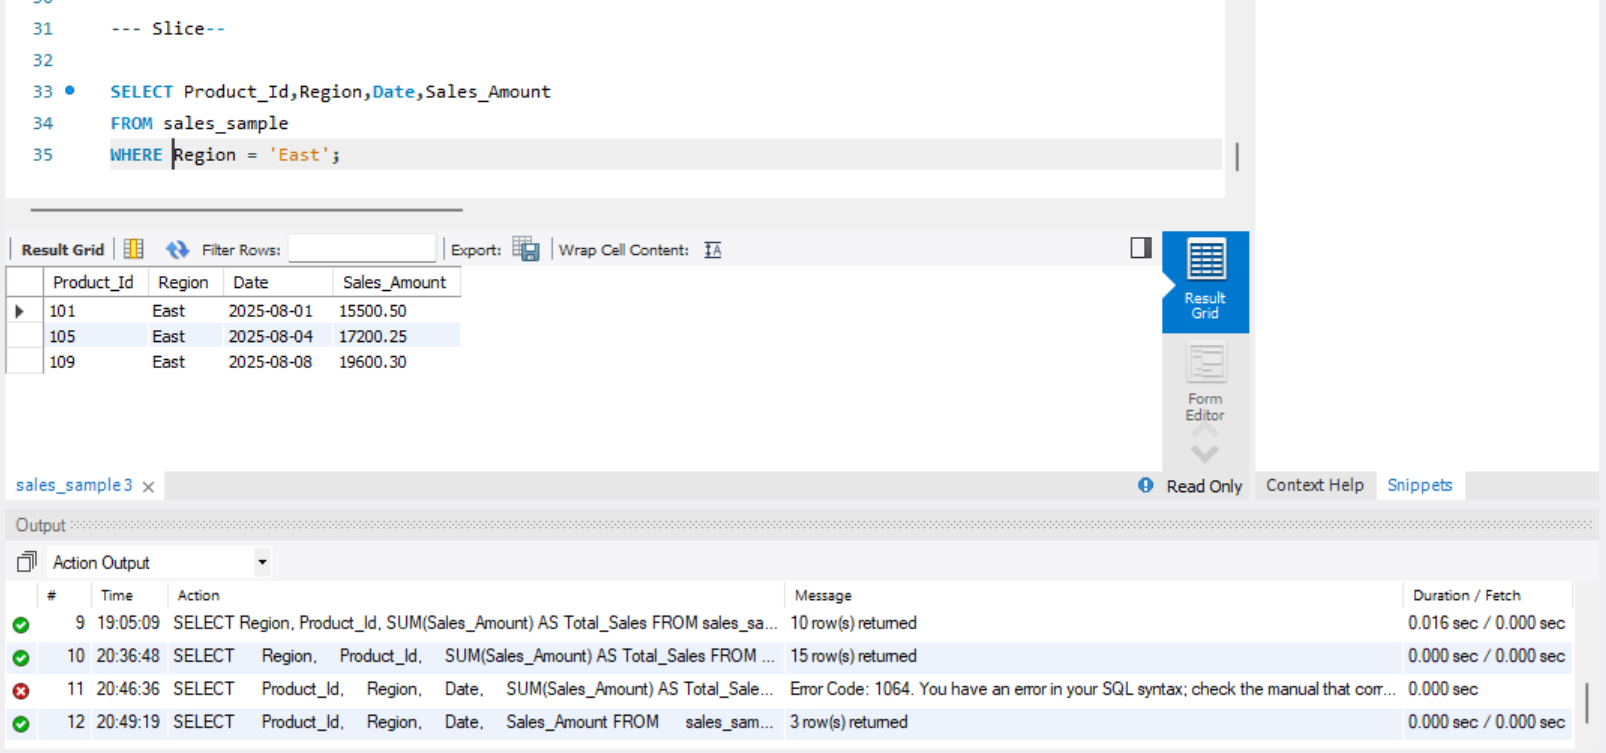 31 --- Slice--
32
33 SELECT Product_Id,Region,Date,Sales_Amount
34 FROM sales_sample
35 WHERE Region = 'East';
Result Grid Filter Rows: Export: Wrap Cell Content:
Product_Id Region Date Sales_Amount
101 East 2025-08-01 15500.50
105 East 2025-08-04 17200.25
109 East 2025-08-08 19600.30
Result
Grid
Form
Editor
sales_sample 3 Read Only Context Help Snippets
Output
Action Output
# Time Action Message Duration / Fetch
9 19:05:09 SELECT Region, Product_Id, SUM(Sales_Amount) AS Total_Sales FROM sales_sa... 10 row(s) returned 0.016 sec / 0.000 sec
10 20:36:48 SELECT Region, Product_Id, SUM(Sales_Amount) AS Total_Sales FROM ... 15 row(s) returned 0.000 sec / 0.000 sec
11 20:46:36 SELECT Product_Id, Region, Date, SUM(Sales_Amount) AS Total_Sale... Error Code: 1064. You have an error in your SQL syntax; check the manual that corr... 0.000 sec
12 20:49:19 SELECT Product_Id, Region, Date, Sales_Amount FROM sales_sam... 3 row(s) returned 0.000 sec / 0.000 sec